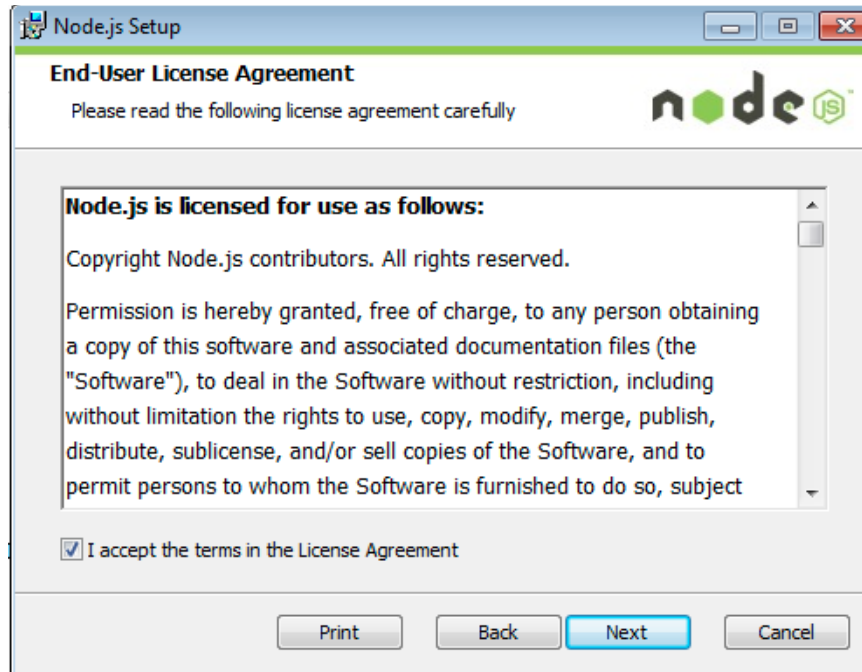 Node.js Setup
End-User License Agreement
Please read the following license agreement carefully
node JS™
Node.js is licensed for use as follows:
Copyright Node.js contributors. All rights reserved.
Permission is hereby granted, free of charge, to any person obtaining
a copy of this software and associated documentation files (the
"Software"), to deal in the Software without restriction, including
without limitation the rights to use, copy, modify, merge, publish,
distribute, sublicense, and/or sell copies of the Software, and to
permit persons to whom the Software is furnished to do so, subject
I accept the terms in the License Agreement
Print Back Next Cancel